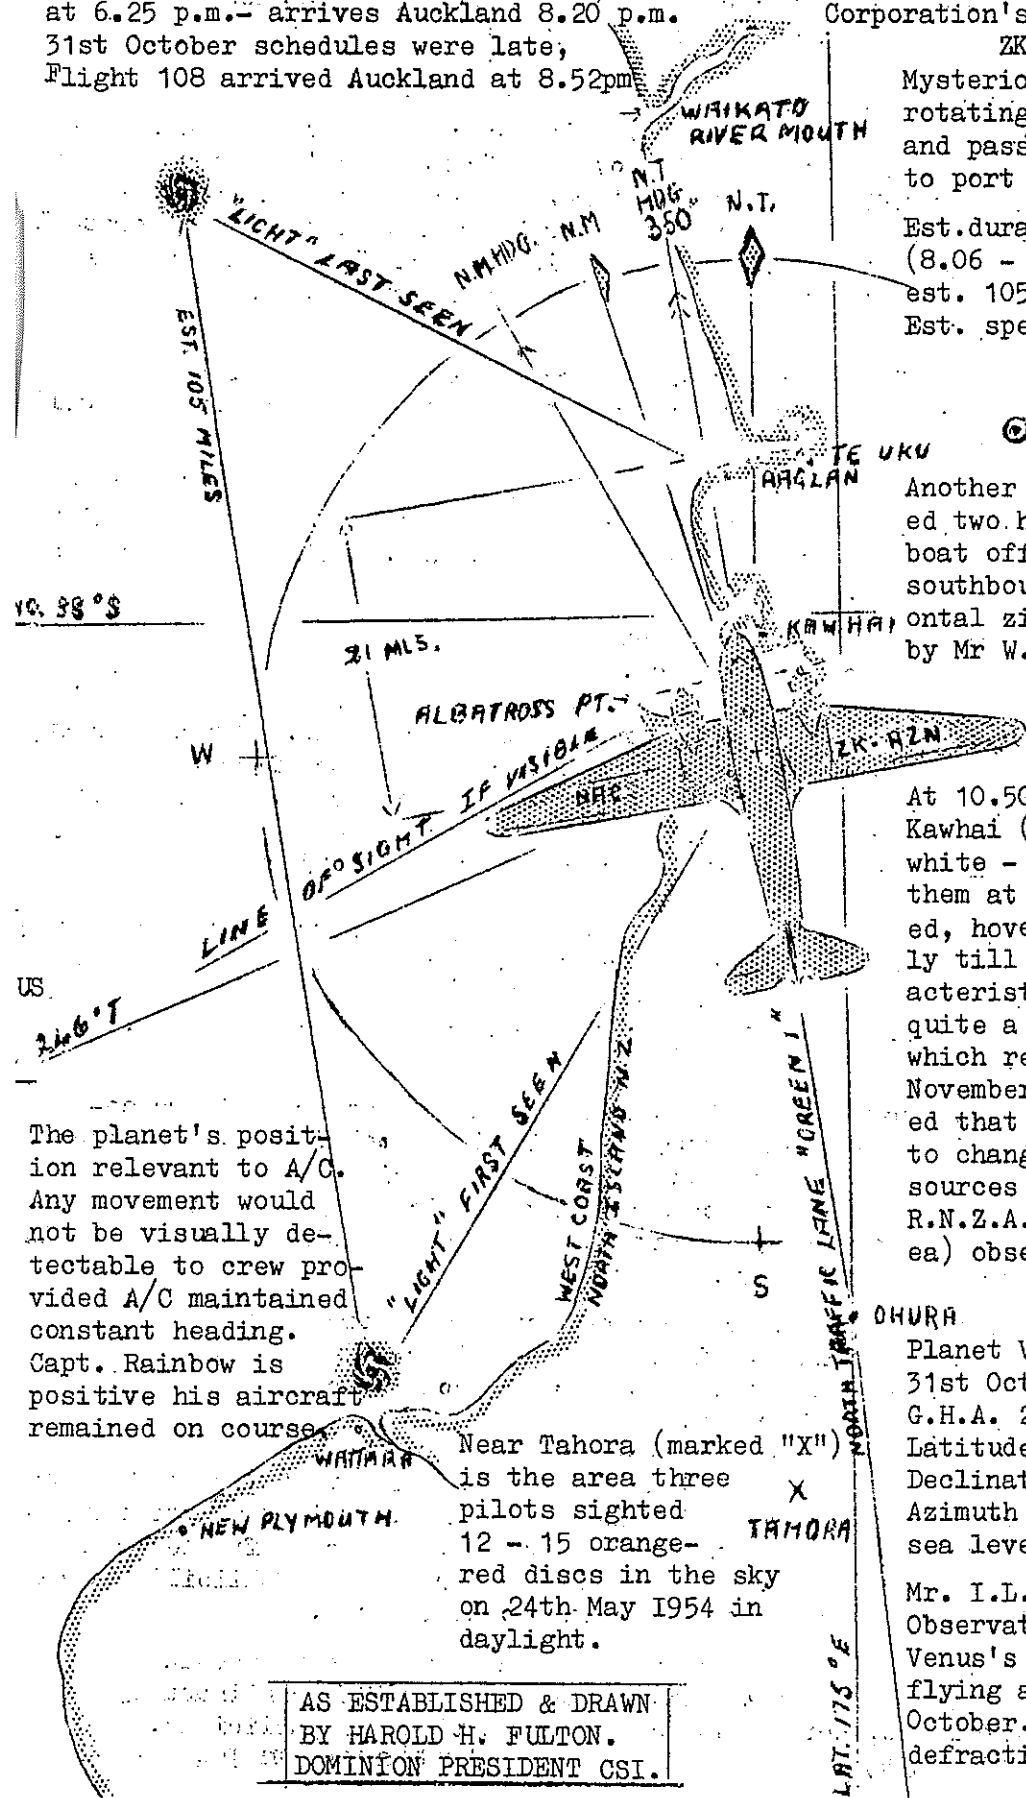 at 6.25 p.m.- arrives Auckland 8.20 p.m.
31st October schedules were late,
Flight 108 arrived Auckland at 8.52pm
Corporation's
ZK
Mysterio
rotating
and pass
to port
Est.dura
(8.06 -
est. 105
Est. spe
WAIKATO
RIVER MOUTH
N.T
HDG
350°
N.T.
N.M
N.M.HDG.
"LIGHT" LAST SEEN
EST. 105 MILES
TE UKU
RAGLAN
Another
ed two h
boat off
southbou
ontal zi
by Mr W.
38°S
21 MLS.
KAWHAI
ALBATROSS PT.
W
ZK-AZN
NAC
LINE OF SIGHT IF VISIBLE
246°T
US
At 10.50
Kawhai (
white -
them at
ed, hove
ly till
acterist
quite a
which re
November
ed that
to chang
sources
R.N.Z.A.
ea) obse
The planet's posit-
ion relevant to A/C.
Any movement would
not be visually de-
tectable to crew pro-
vided A/C maintained
constant heading.
Capt. Rainbow is
positive his aircraft
remained on course.
"LIGHT" FIRST SEEN
WEST COAST
NORTH ISLAND N.Z.
S
NORTH TRAFFIC LANE "GREEN 1"
OHURA
Planet V
31st Oct
G.H.A. 2
Latitude
Declinat
Azimuth
sea leve
WAITARA
NEW PLYMOUTH
Near Tahora (marked "X")
is the area three
pilots sighted
12 - 15 orange-
red discs in the sky
on 24th May I954 in
daylight.
X
TAHORA
Mr. I.L.
Observat
Venus's
flying a
October.
defracti
LAT. 175°E
AS ESTABLISHED & DRAWN
BY HAROLD H. FULTON.
DOMINION PRESIDENT CSI.